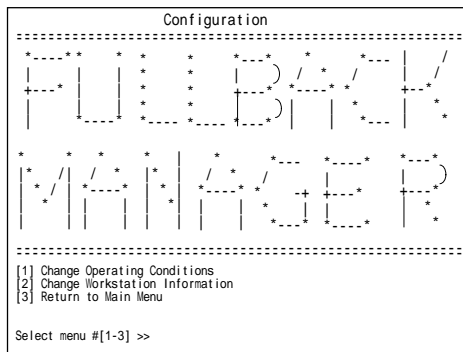 Configuration
FULLBACK
MANAGER
[1] Change Operating Conditions
[2] Change Workstation Information
[3] Return to Main Menu
Select menu #[1-3] >>